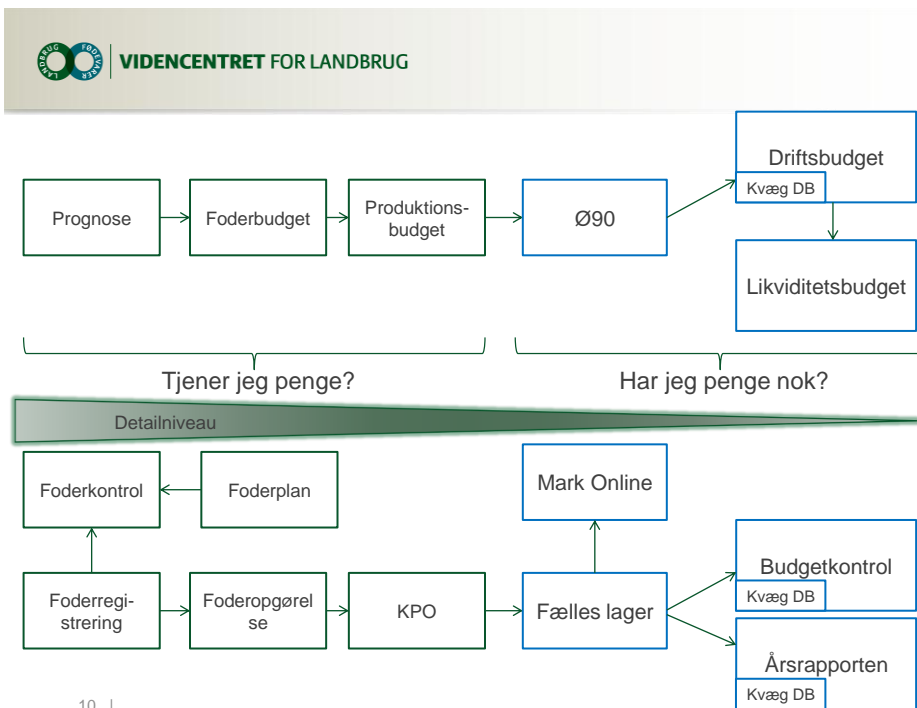 LANDBRUG FØDEVARER
VIDENCENTRET FOR LANDBRUG
Driftsbudget
Kvæg DB
Prognose
Foderbudget
Produktions-
budget
Ø90
Likviditetsbudget
Tjener jeg penge?
Har jeg penge nok?
Detailniveau
Foderkontrol
Foderplan
Mark Online
Foderregi-
strering
Foderopgørel
se
KPO
Fælles lager
Budgetkontrol
Kvæg DB
Årsrapporten
Kvæg DB
10 |